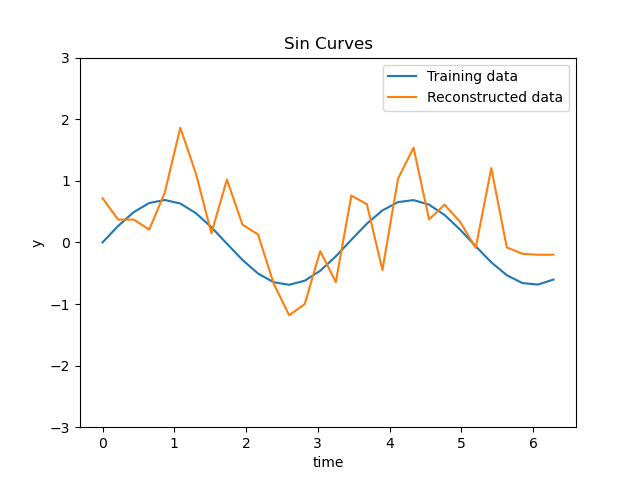 Sin Curves
Training data
Reconstructed data
3
2
1
0
−1
−2
−3
y
0 1 2 3 4 5 6
time